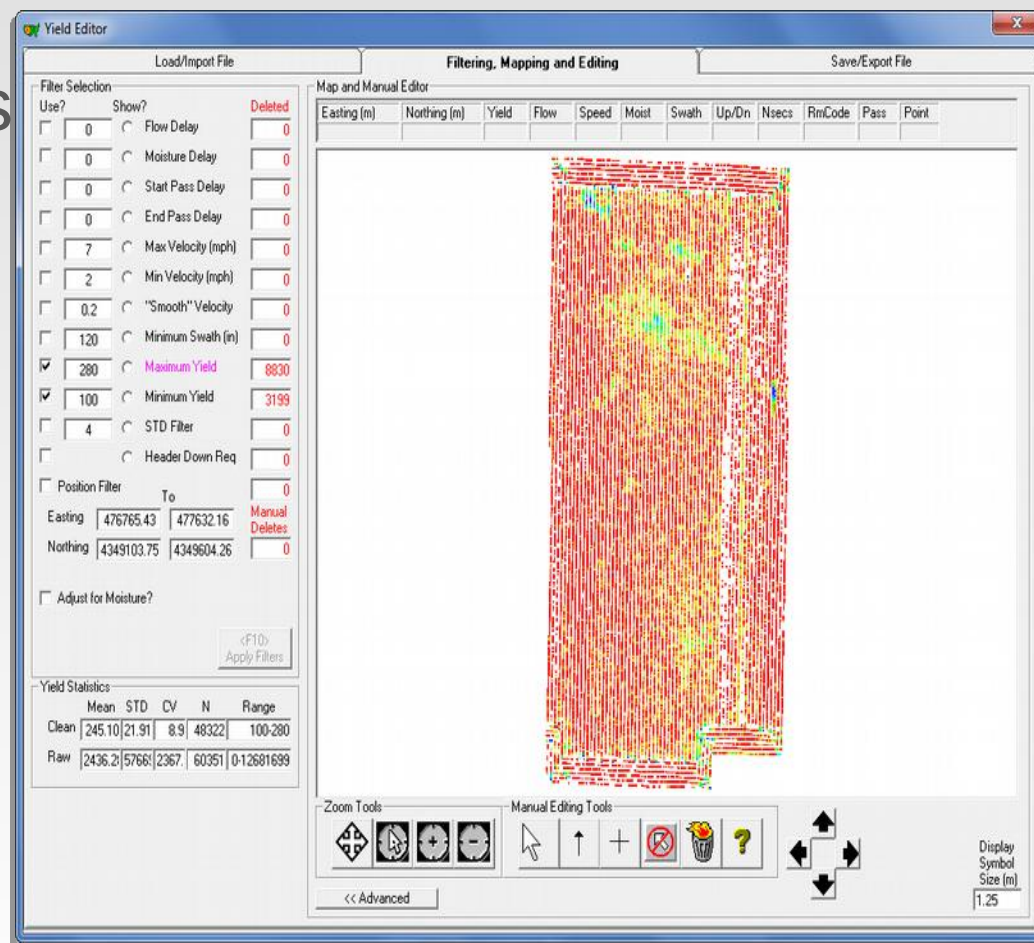 s
Yield Editor
X
Load/Import File
Filtering, Mapping and Editing
Save/Export File
Filter Selection
Use? Show? Deleted
0 Flow Delay 0
0 Moisture Delay 0
0 Start Pass Delay 0
0 End Pass Delay 0
7 Max Velocity (mph) 0
2 Min Velocity (mph) 0
0.2 "Smooth" Velocity 0
120 Minimum Swath (in) 0
280 Maximum Yield 8830
100 Minimum Yield 3199
4 STD Filter 0
Header Down Req 0
Position Filter 0
To
Easting 476765.43 477632.16 Manual Deletes
Northing 4349103.75 4349604.26 0
Adjust for Moisture?
<F10>
Apply Filters
Yield Statistics
Mean STD CV N Range
Clean 245.10 21.91 8.9 48322 100-280
Raw 2436.2 5766 2367. 60351 0-12681699
Map and Manual Editor
Easting (m) Northing (m) Yield Flow Speed Moist Swath Up/Dn Nsecs RmCode Pass Point
Zoom Tools
Manual Editing Tools
?
<< Advanced
Display
Symbol
Size (m)
1.25